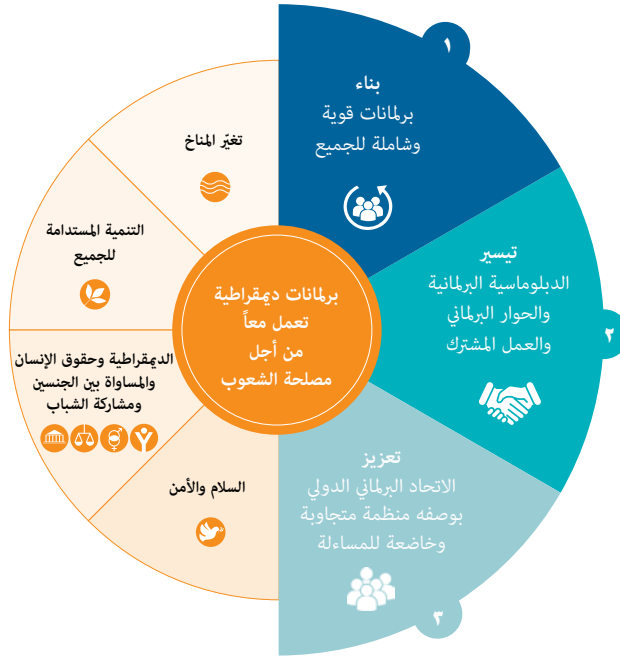 ١
بناء
برلمانات قوية
وشاملة للجميع
٢
تيسير
الدبلوماسية البرلمانية
والحوار البرلماني
والعمل المشترك
٣
تعزيز
الاتحاد البرلماني الدولي
بوصفه منظمة متجاوبة
وخاضعة للمساءلة
برلمانات ديمقراطية
تعمل معاً
من أجل
مصلحة الشعوب
تغيّر المناخ
التنمية المستدامة
للجميع
الديمقراطية وحقوق الإنسان
والمساواة بين الجنسين
ومشاركة الشباب
السلام والأمن